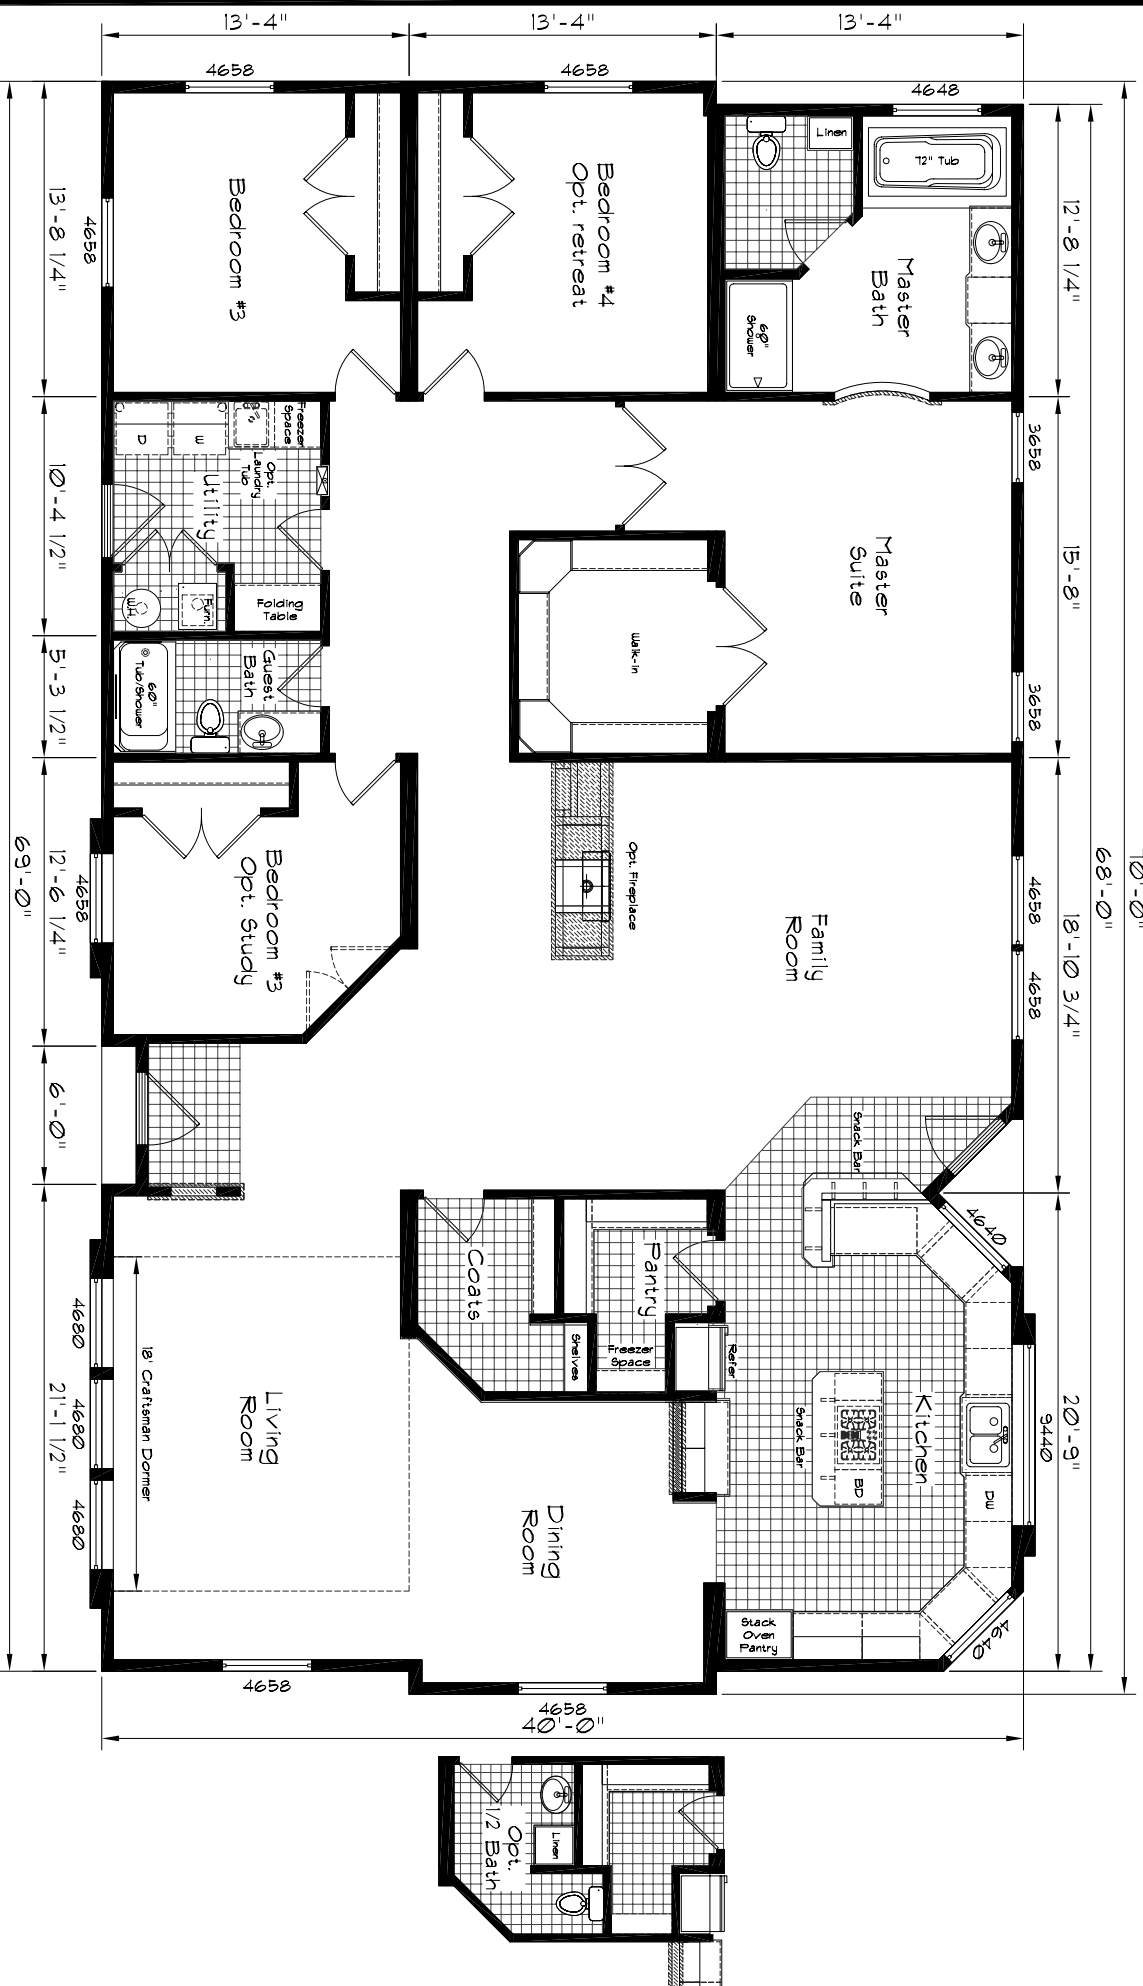 13'-4"
13'-4"
13'-4"
4658
4658
4648
Linen
72" Tub
Bedroom #3
Bedroom #4
Opt. retreat
Master
Bath
60"
Shower
13'-8 1/4"
4658
12'-8 1/4"
Freezer
Space
D
W
Opt.
Laundry
Tub
Utility
10'-4 1/2"
W.H.
Furn
Folding
Table
3658
Master
Suite
15'-8"
Walk-in
3658
Guest
Bath
60"
Tub/Shower
5'-3 1/2"
Bedroom #3
Opt. Study
4658
12'-6 1/4"
69'-0"
Opt. Fireplace
Family
Room
4658
4658
18'-10 3/4"
68'-0"
70'-0"
6'-0"
Snack Bar
4640
Coats
Pantry
Shelves
Freezer
Space
Refer
Kitchen
Snack Bar
BD
DW
9440
20'-9"
4680
4680
4680
21'-1 1/2"
18' Craftsman Dormer
Living
Room
Dining
Room
Stack
Oven
Pantry
4640
4658
4658
40'-0"
Opt.
1/2 Bath
Linen